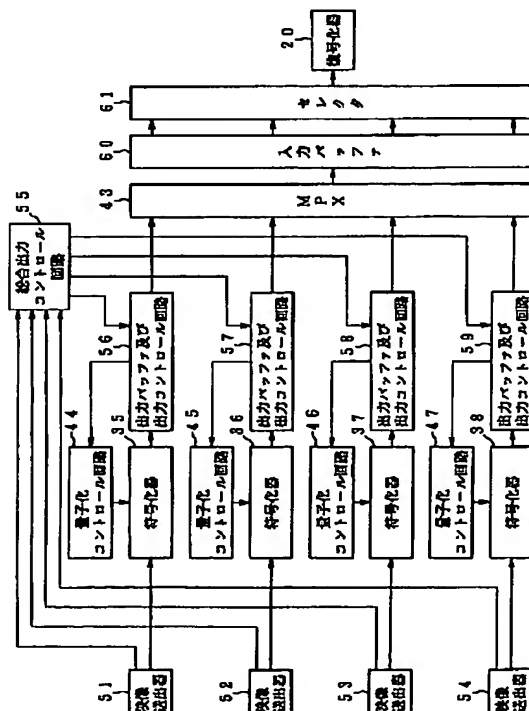 55
総合出力
コントロール
回路
51
映像
送出器
44
量子化
コントロール回路
35
符号化器
56
出力バッファ及び
出力コントロール回路
52
映像
送出器
45
量子化
コントロール回路
36
符号化器
57
出力バッファ及び
出力コントロール回路
53
映像
送出器
46
量子化
コントロール回路
37
符号化器
58
出力バッファ及び
出力コントロール回路
54
映像
送出器
47
量子化
コントロール回路
38
符号化器
59
出力バッファ及び
出力コントロール回路
43
MPX
60
入力バッファ
61
セレクタ
20
復号化器